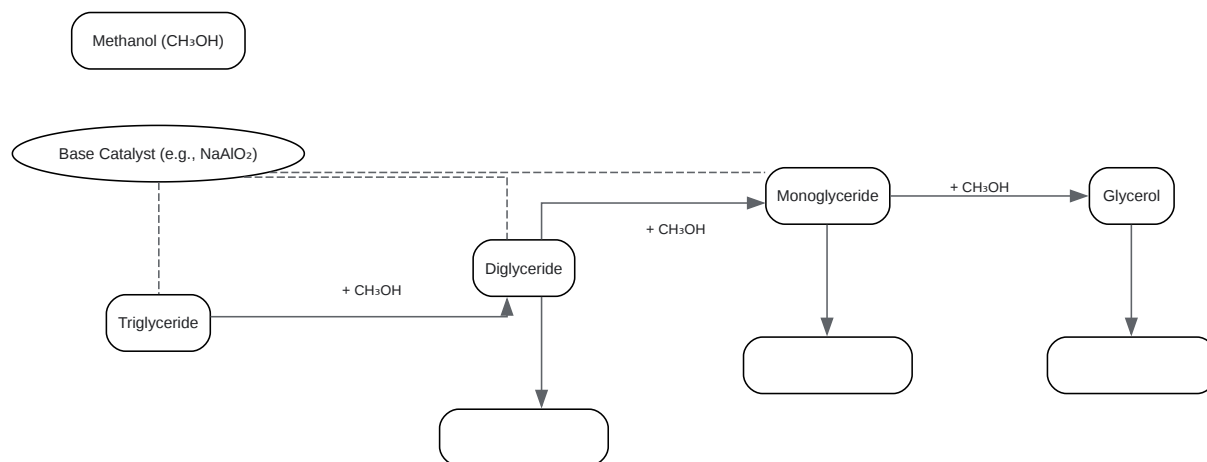 Methanol (CH₃OH)
Base Catalyst (e.g., NaAlO₂)
Monoglyceride
+ CH₃OH
Glycerol
+ CH₃OH
Diglyceride
+ CH₃OH
Triglyceride